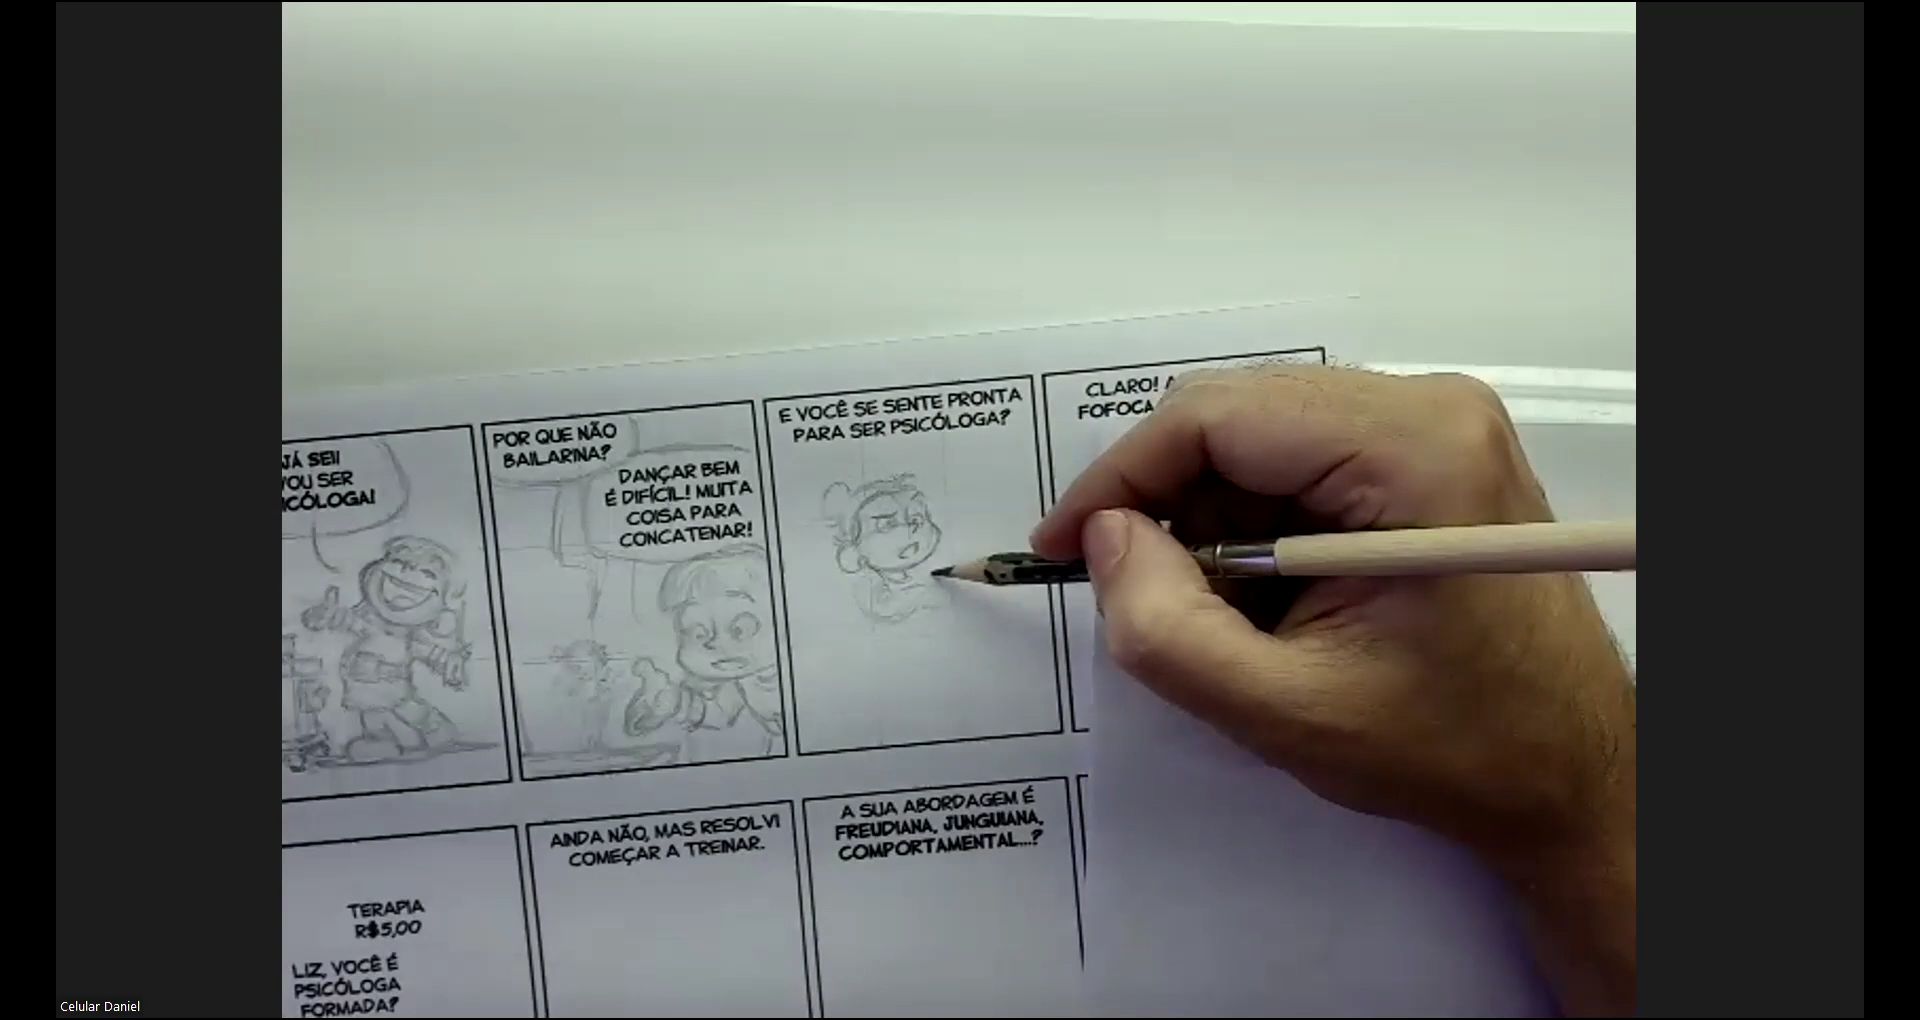 JÁ SEI!
VOU SER
PSICÓLOGA!
POR QUE NÃO
BAILARINA?
DANÇAR BEM
É DIFÍCIL! MUITA
COISA PARA
CONCATENAR!
E VOCÊ SE SENTE PRONTA
PARA SER PSICÓLOGA?
CLARO! A
FOFOCA
TERAPIA
R$5,00
LIZ, VOCÊ É
PSICÓLOGA
FORMADA?
AINDA NÃO, MAS RESOLVI
COMEÇAR A TREINAR.
A SUA ABORDAGEM É
FREUDIANA, JUNGUIANA,
COMPORTAMENTAL...?
Celular Daniel